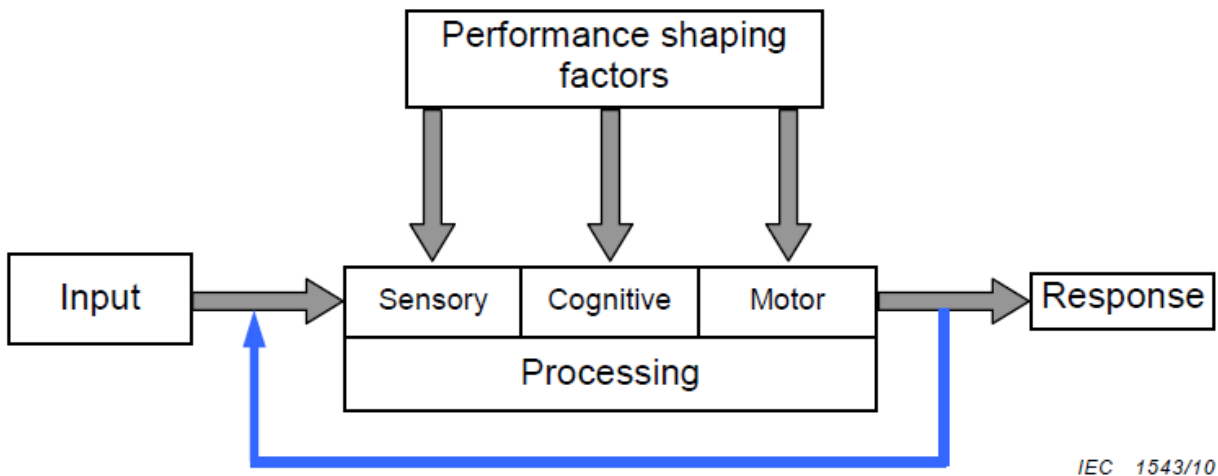 Performance shaping
factors
Input
Sensory
Cognitive
Motor
Response
Processing
IEC 1543/10